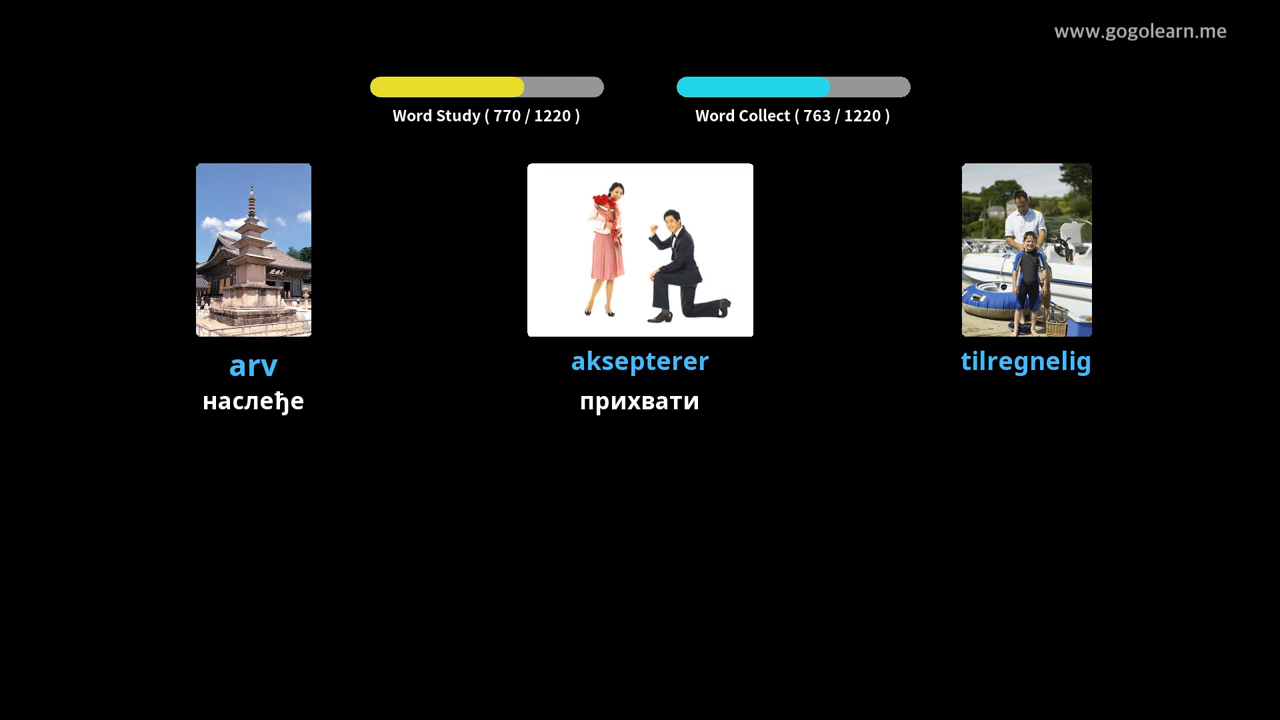 www.gogolearn.me
Word Study ( 770 / 1220 )
Word Collect ( 763 / 1220 )
arv
aksepterer
tilregnelig
наслеђе
прихвати